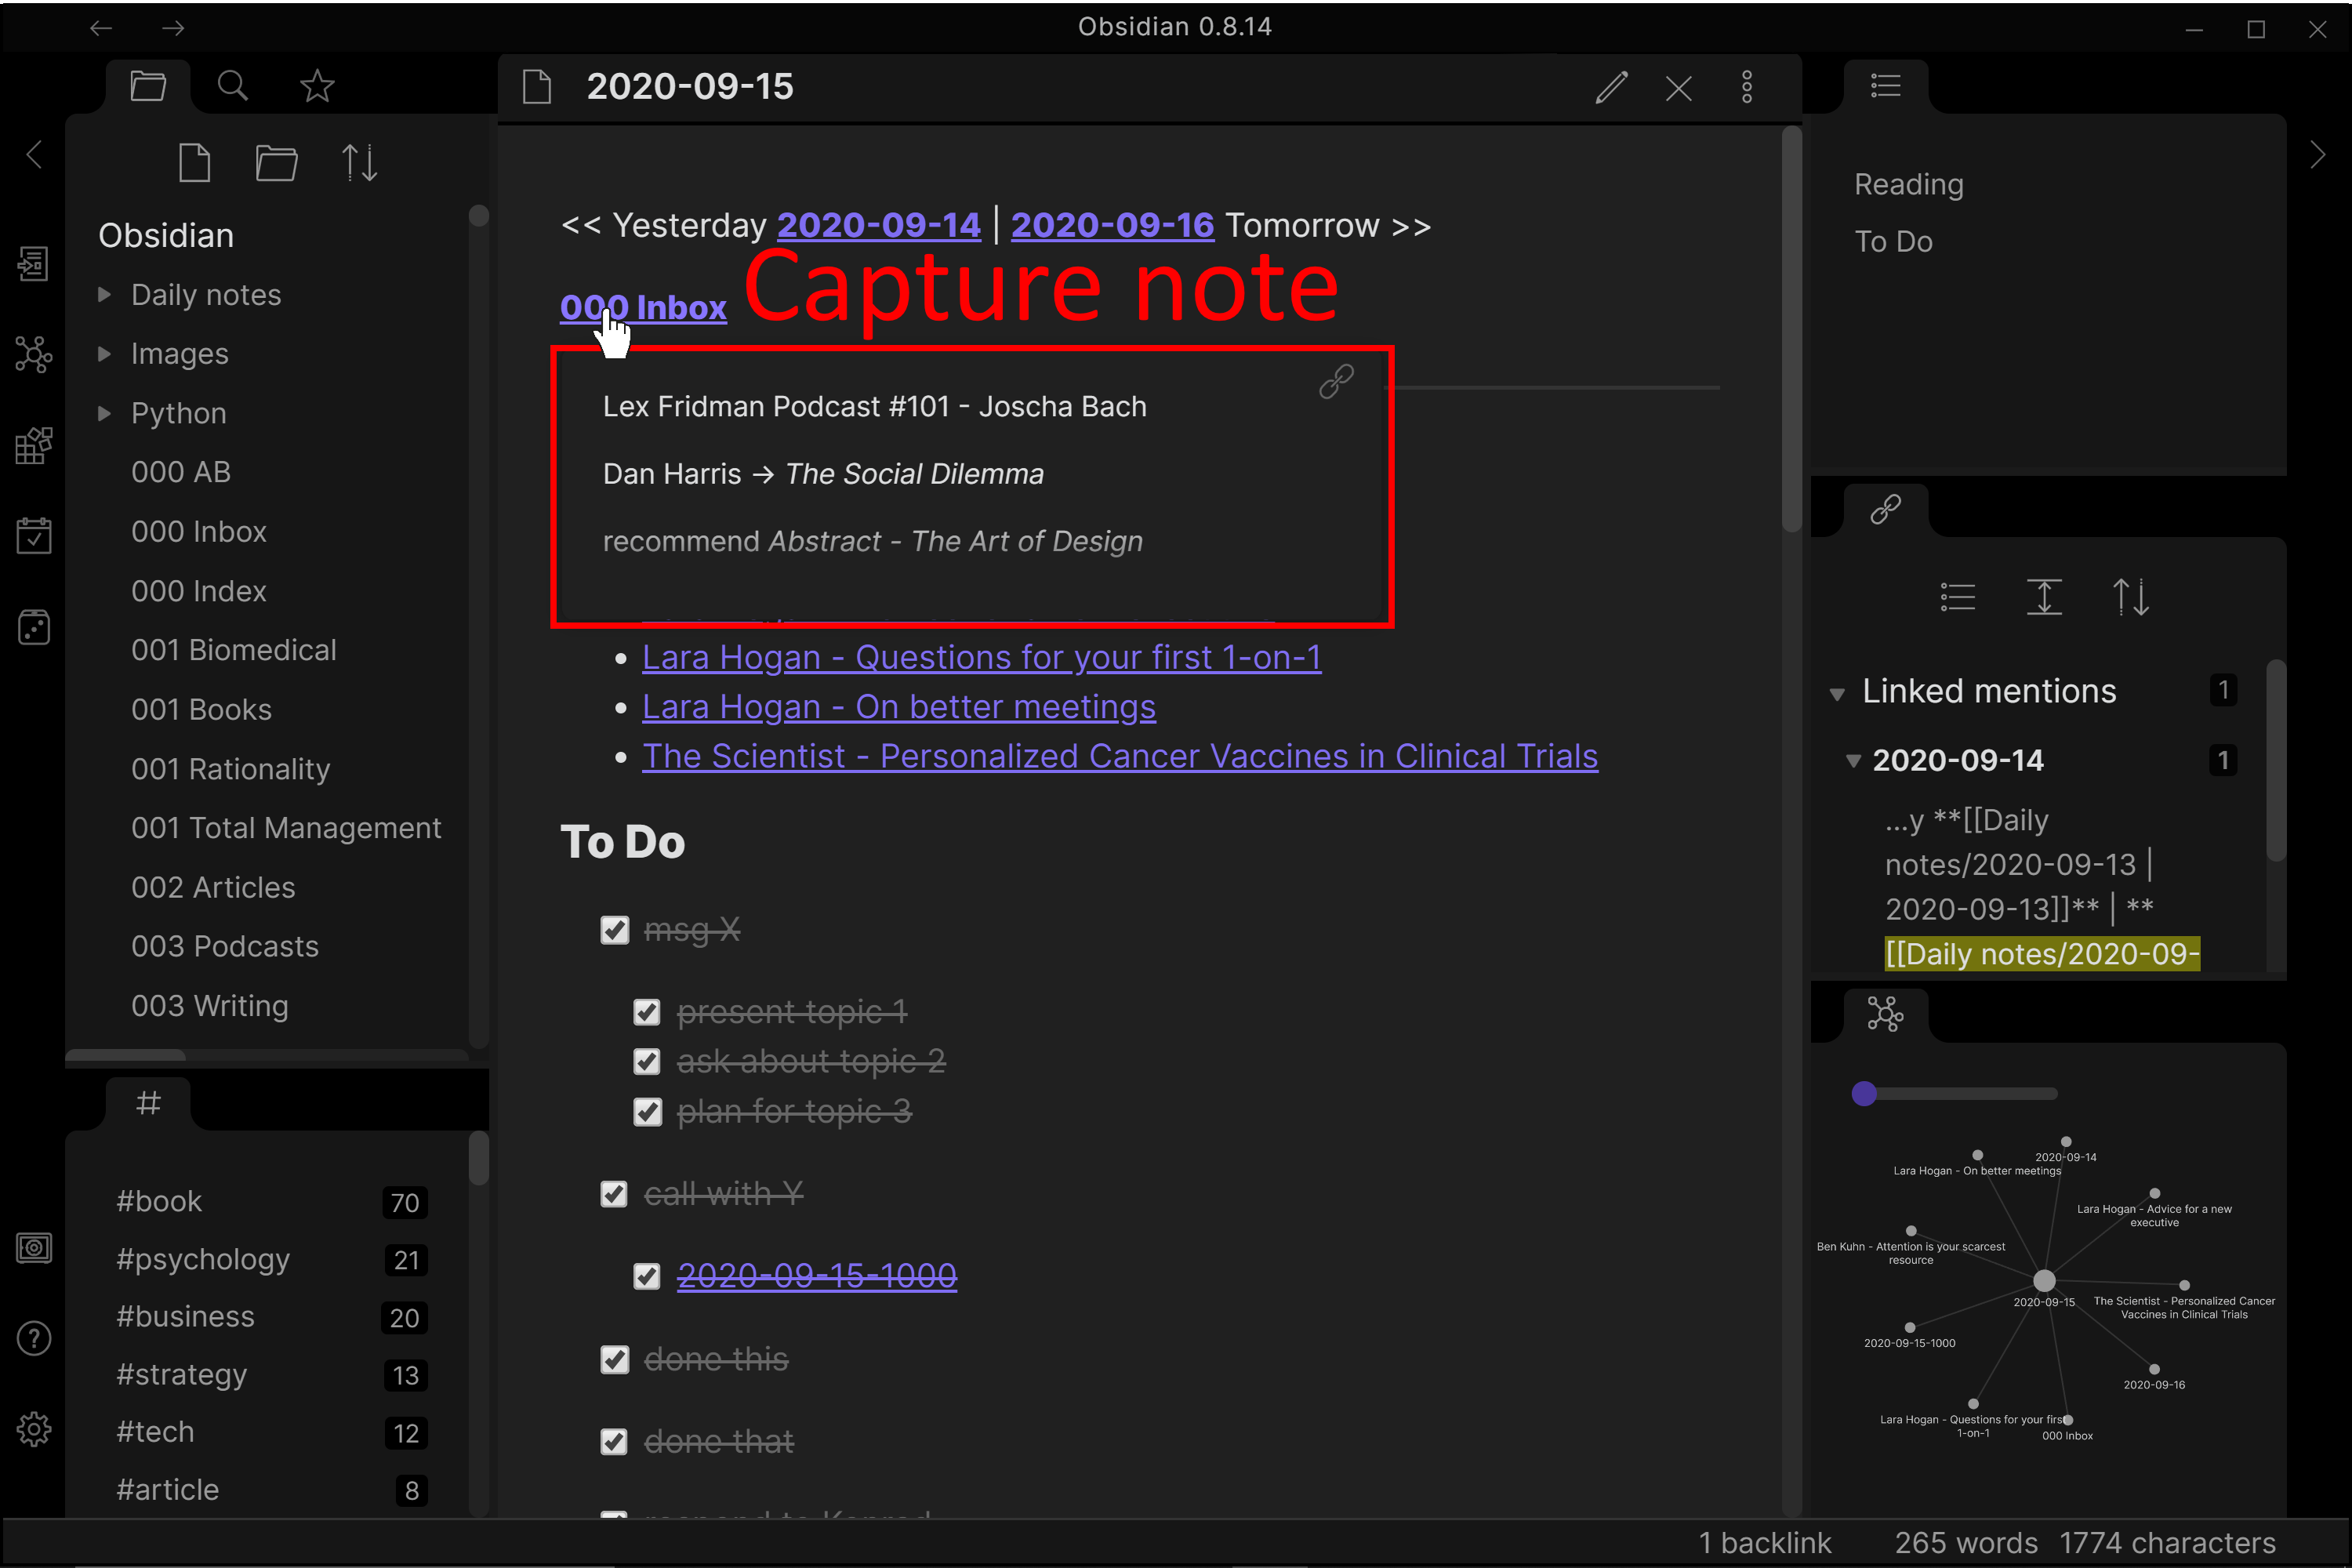 Obsidian 0.8.14
Obsidian
Daily notes
Images
Python
000 AB
000 Inbox
000 Index
001 Biomedical
001 Books
001 Rationality
001 Total Management
002 Articles
003 Podcasts
003 Writing
#
#book 70
#psychology 21
#business 20
#strategy 13
#tech 12
#article 8
2020-09-15
<< Yesterday 2020-09-14 | 2020-09-16 Tomorrow >>
000 Inbox
Capture note
Lex Fridman Podcast #101 - Joscha Bach
Dan Harris → The Social Dilemma
recommend Abstract - The Art of Design
Lara Hogan - Questions for your first 1-on-1
Lara Hogan - On better meetings
The Scientist - Personalized Cancer Vaccines in Clinical Trials
To Do
msg X
present topic 1
ask about topic 2
plan for topic 3
call with Y
2020-09-15-1000
done this
done that
Reading
To Do
Linked mentions 1
2020-09-14 1
...y **[[Daily
notes/2020-09-13 |
2020-09-13]]** | **
[[Daily notes/2020-09-
2020-09-14
Lara Hogan - On better meetings
Lara Hogan - Advice for a new
executive
Ben Kuhn - Attention is your scarcest
resource
2020-09-15
The Scientist - Personalized Cancer
Vaccines in Clinical Trials
2020-09-15-1000
2020-09-16
Lara Hogan - Questions for your first
1-on-1
000 Inbox
1 backlink 265 words 1774 characters